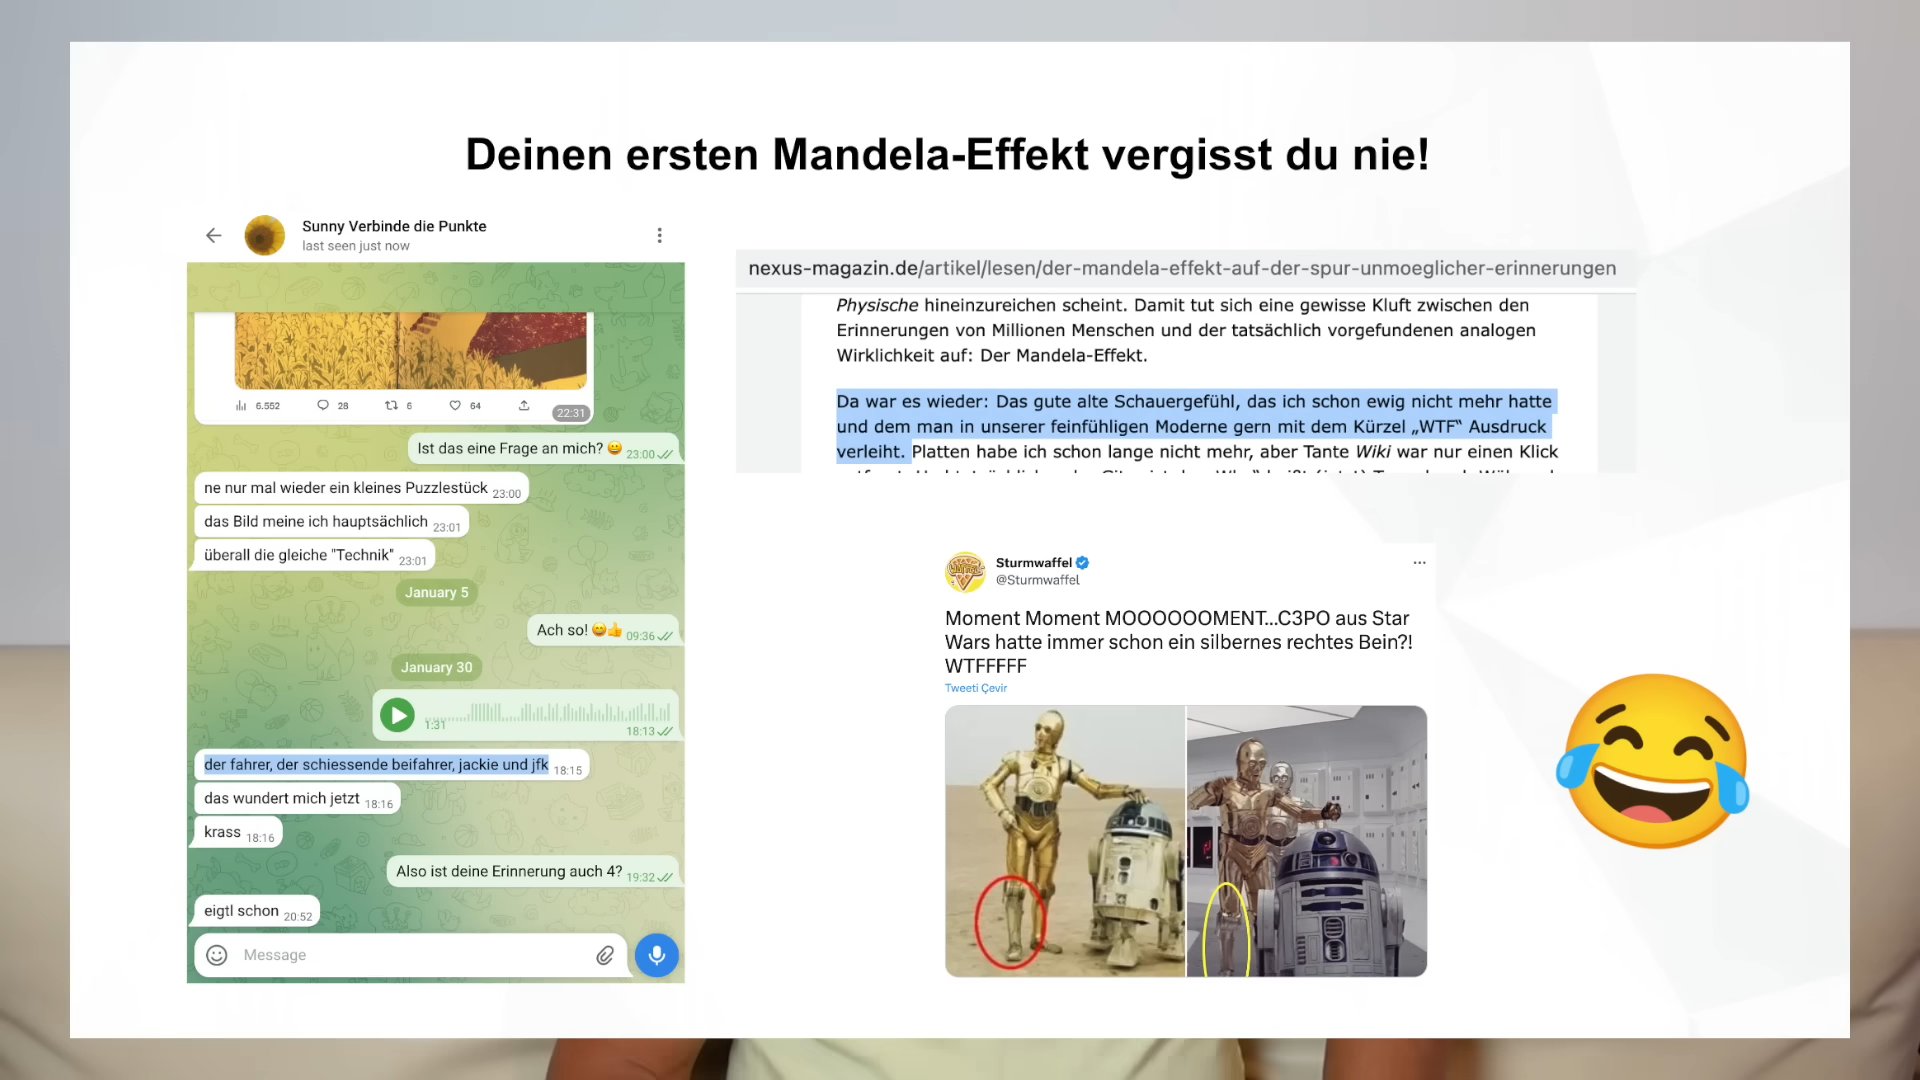 Deinen ersten Mandela-Effekt vergisst du nie!
Sunny Verbinde die Punkte
last seen just now
6.552 28 6 64 22:31
Ist das eine Frage an mich? 😀 23:00
ne nur mal wieder ein kleines Puzzlestück 23:00
das Bild meine ich hauptsächlich 23:01
überall die gleiche "Technik" 23:01
January 5
Ach so! 😄👍 09:36
January 30
1:31 18:13
der fahrer, der schiessende beifahrer, jackie und jfk 18:15
das wundert mich jetzt 18:16
krass 18:16
Also ist deine Erinnerung auch 4? 19:32
eigtl schon 20:52
Message
nexus-magazin.de/artikel/lesen/der-mandela-effekt-auf-der-spur-unmoeglicher-erinnerungen
Physische hineinzureichen scheint. Damit tut sich eine gewisse Kluft zwischen den
Erinnerungen von Millionen Menschen und der tatsächlich vorgefundenen analogen
Wirklichkeit auf: Der Mandela-Effekt.
Da war es wieder: Das gute alte Schauergefühl, das ich schon ewig nicht mehr hatte
und dem man in unserer feinfühligen Moderne gern mit dem Kürzel „WTF“ Ausdruck
verleiht. Platten habe ich schon lange nicht mehr, aber Tante Wiki war nur einen Klick
Sturmwaffel
@Sturmwaffel
Moment Moment MOOOOOOMENT...C3PO aus Star
Wars hatte immer schon ein silbernes rechtes Bein?!
WTFFFFF
Tweeti Çevir